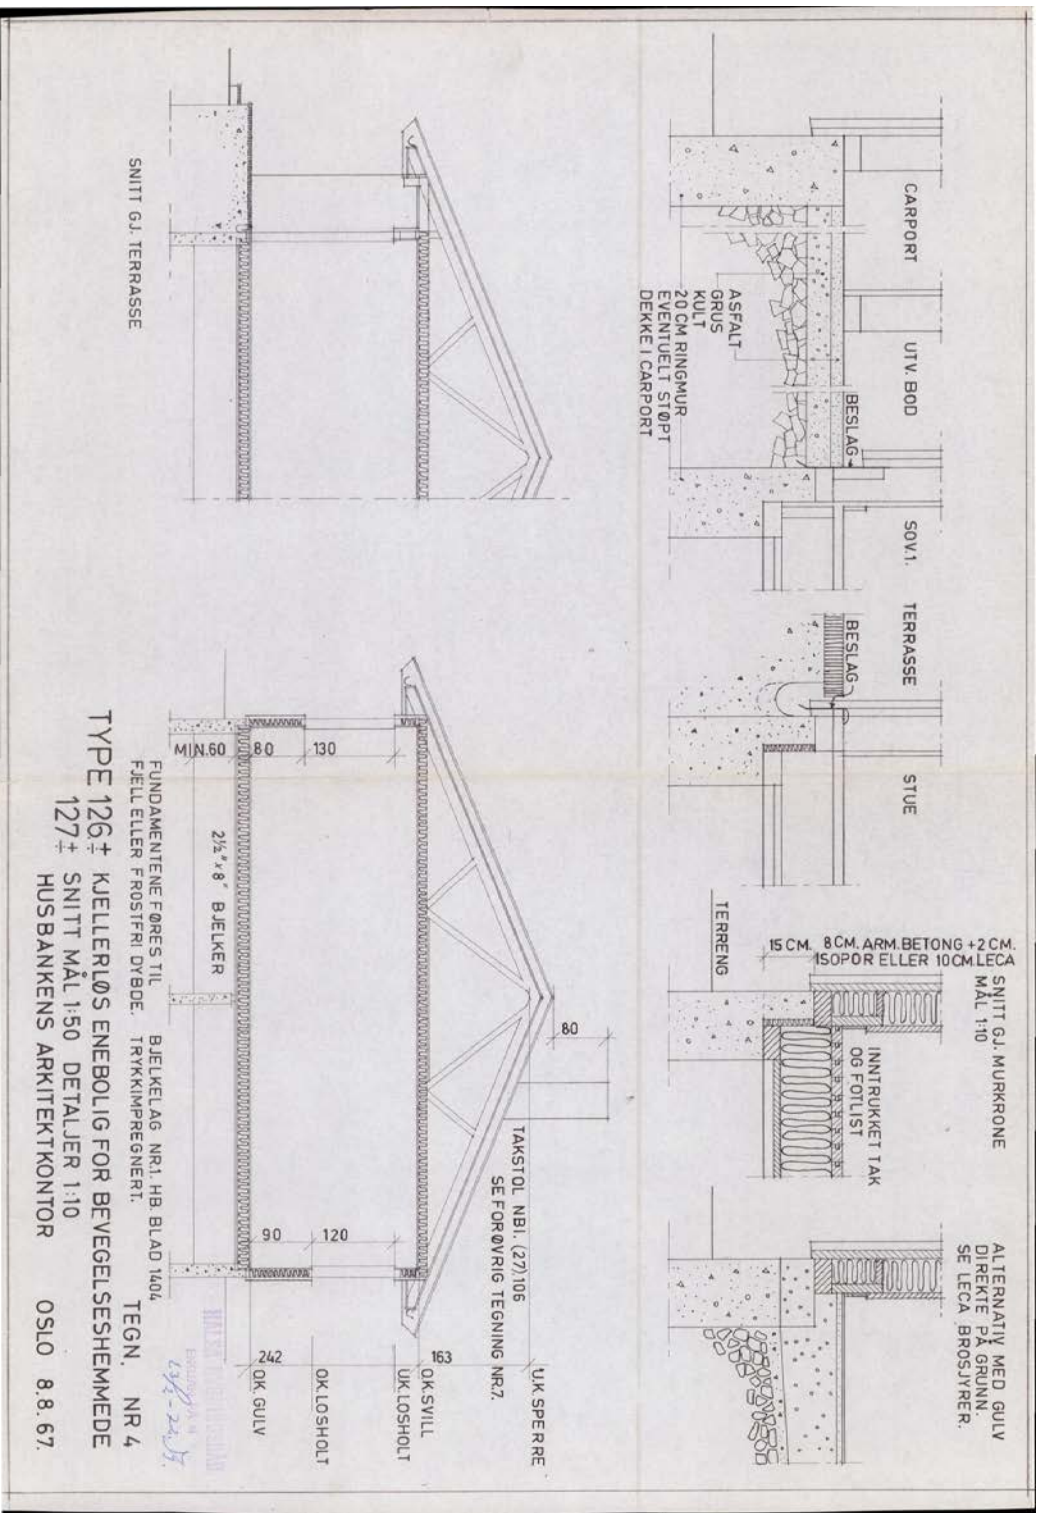 CARPORT
UTV. BOD
BESLAG
SOV.1.
TERRASSE
BESLAG
STUE
ASFALT
GRUS
KULT
20 CM RINGMUR
EVENTUELT STØPT
DEKKE I CARPORT
SNITT GJ. MURKRONE
MÅL 1:10
15 CM.
8 CM. ARM. BETONG + 2 CM.
ISOPOR ELLER 10 CM. LECA
INNTRUKKET TAK
OG FOTLIST
TERRENG
ALTERNATIV MED GULV
DIREKTE PÅ GRUNN.
SE LECA BROSJYRER.
SNITT GJ. TERRASSE
80
TAKSTOL NBI. (27).106
SE FORØVRIG TEGNING NR.7.
MIN.60
80
130
2½" x 8" BJELKER
90
120
242
163
U.K. SPERRE
O.K. SVILL
U.K. LOSHOLT
O.K. LOSHOLT
O.K. GULV
FUNDAMENTENE FØRES TIL
FJELL ELLER FROSTFRI DYBDE.
BJELKELAG NR.1. HB. BLAD 1404
TRYKKIMPREGNERT.
TYPE 126± KJELLERLØS ENEBOLIG FOR BEVEGELSESHEMMEDE
127± SNITT MÅL 1:50 DETALJER 1:10
HUSBANKENS ARKITEKTKONTOR
TEGN. NR 4
OSLO 8.8.67.